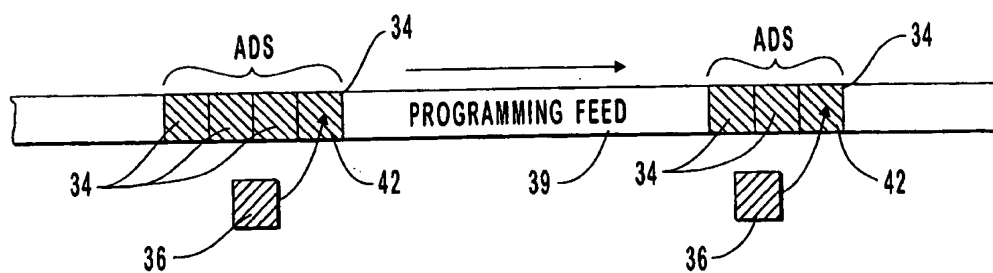 ADS 34 ADS 34
PROGRAMMING FEED
34 42 39 34 42
36 36